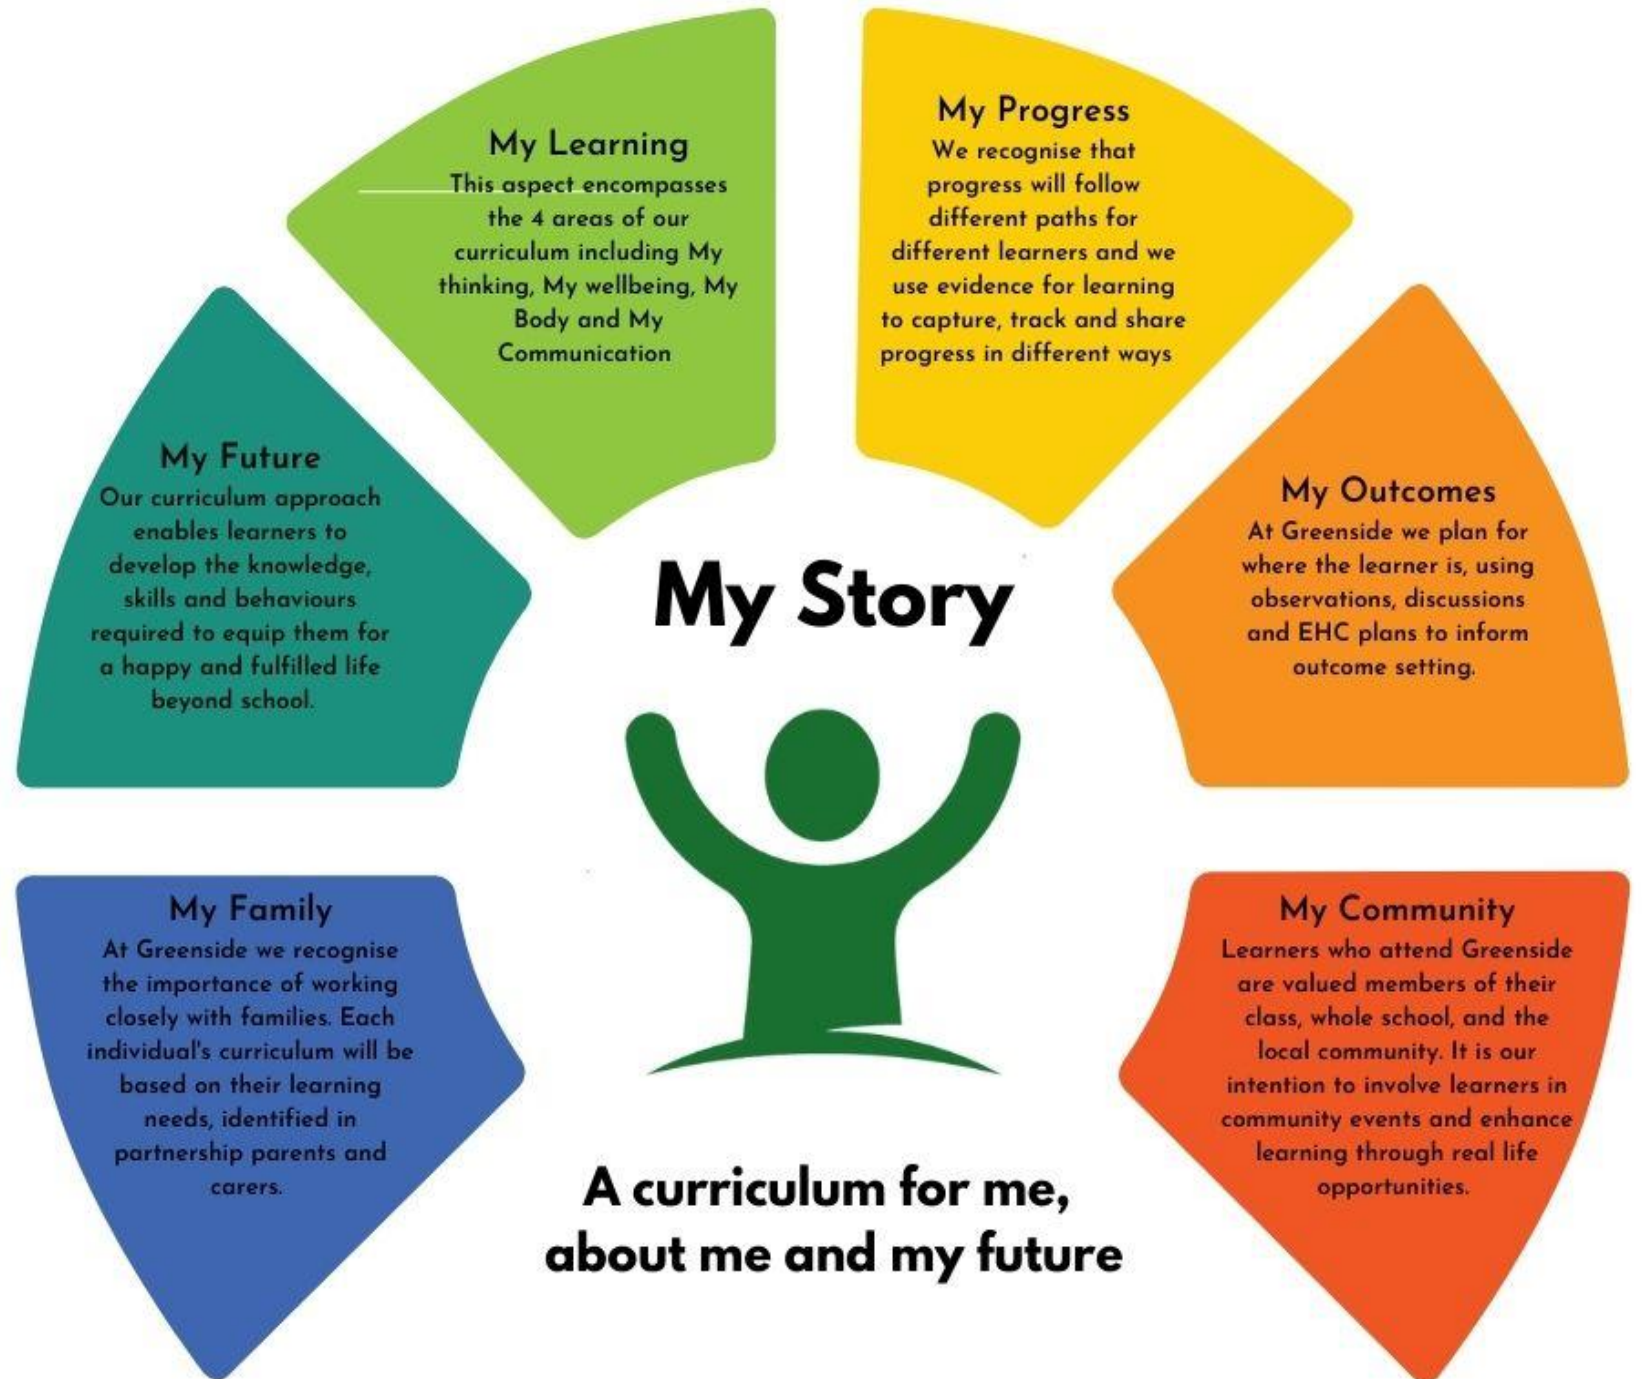 My Learning
This aspect encompasses
the 4 areas of our
curriculum including My
thinking, My wellbeing, My
Body and My
Communication
My Progress
We recognise that
progress will follow
different paths for
different learners and we
use evidence for learning
to capture, track and share
progress in different ways
My Future
Our curriculum approach
enables learners to
develop the knowledge,
skills and behaviours
required to equip them for
a happy and fulfilled life
beyond school.
My Outcomes
At Greenside we plan for
where the learner is, using
observations, discussions
and EHC plans to inform
outcome setting.
My Story
My Family
At Greenside we recognise
the importance of working
closely with families. Each
individual's curriculum will be
based on their learning
needs, identified in
partnership parents and
carers.
My Community
Learners who attend Greenside
are valued members of their
class, whole school, and the
local community. It is our
intention to involve learners in
community events and enhance
learning through real life
opportunities.
A curriculum for me,
about me and my future